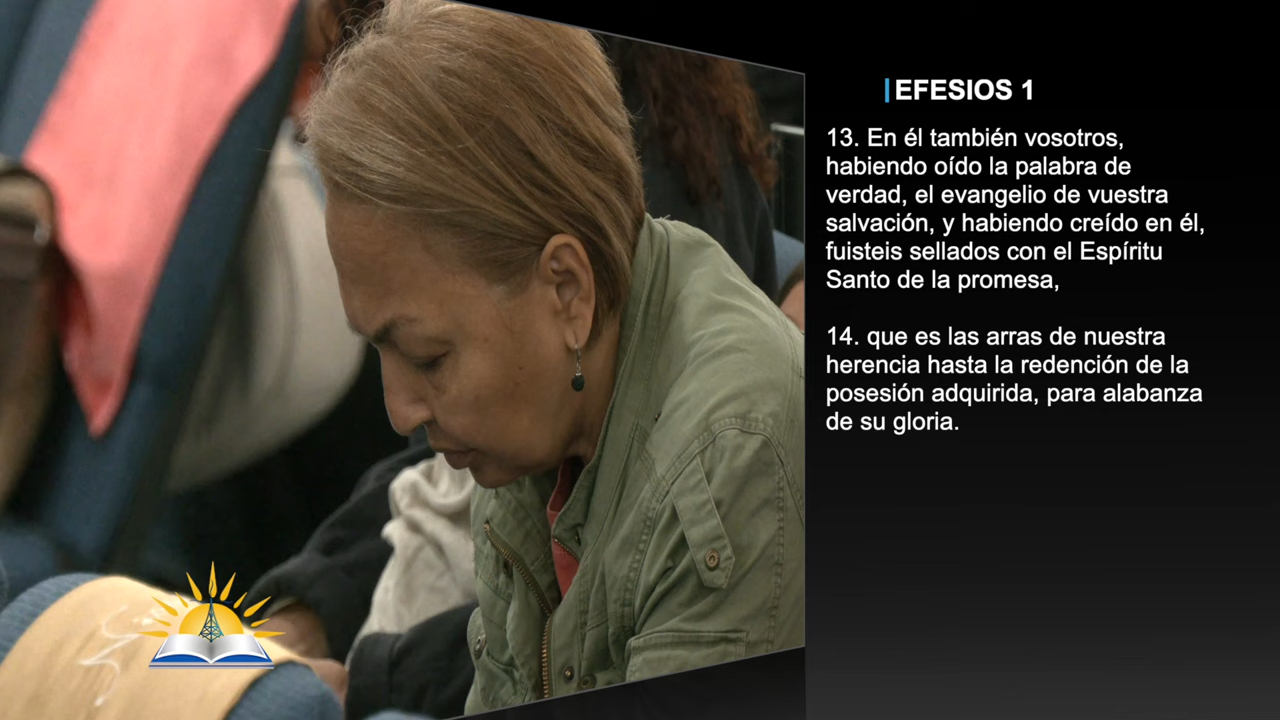 EFESIOS 1
13. En él también vosotros,
habiendo oído la palabra de
verdad, el evangelio de vuestra
salvación, y habiendo creído en él,
fuisteis sellados con el Espíritu
Santo de la promesa,
14. que es las arras de nuestra
herencia hasta la redención de la
posesión adquirida, para alabanza
de su gloria.